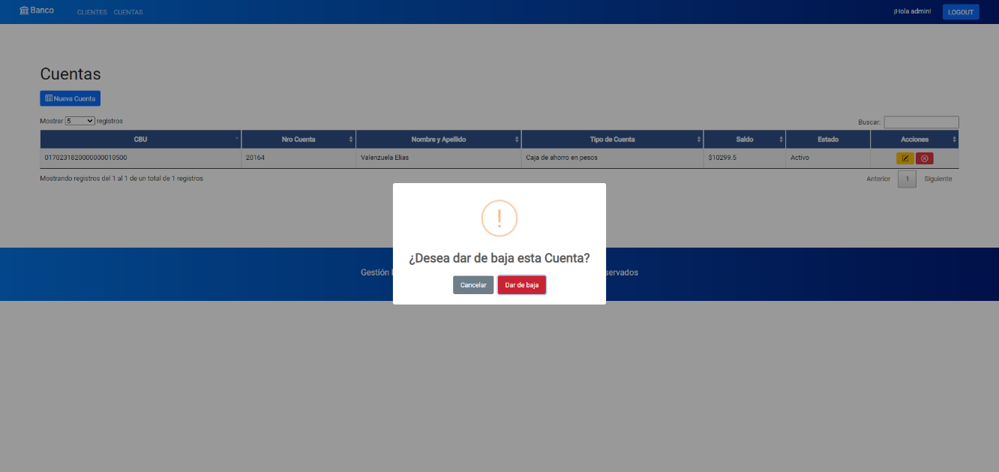 Banco CLIENTES CUENTAS ¡Hola admin! LOGOUT
Cuentas
Nueva Cuenta
Mostrar 5 registros Buscar:
CBU Nro Cuenta Nombre y Apellido Tipo de Cuenta Saldo Estado Acciones
0170231820000000010500 20164 Valenzuela Elias Caja de ahorro en pesos $10299.5 Activo
Mostrando registros del 1 al 1 de un total de 1 registros Anterior 1 Siguiente
!
¿Desea dar de baja esta Cuenta?
Gestión
Cancelar Dar de baja